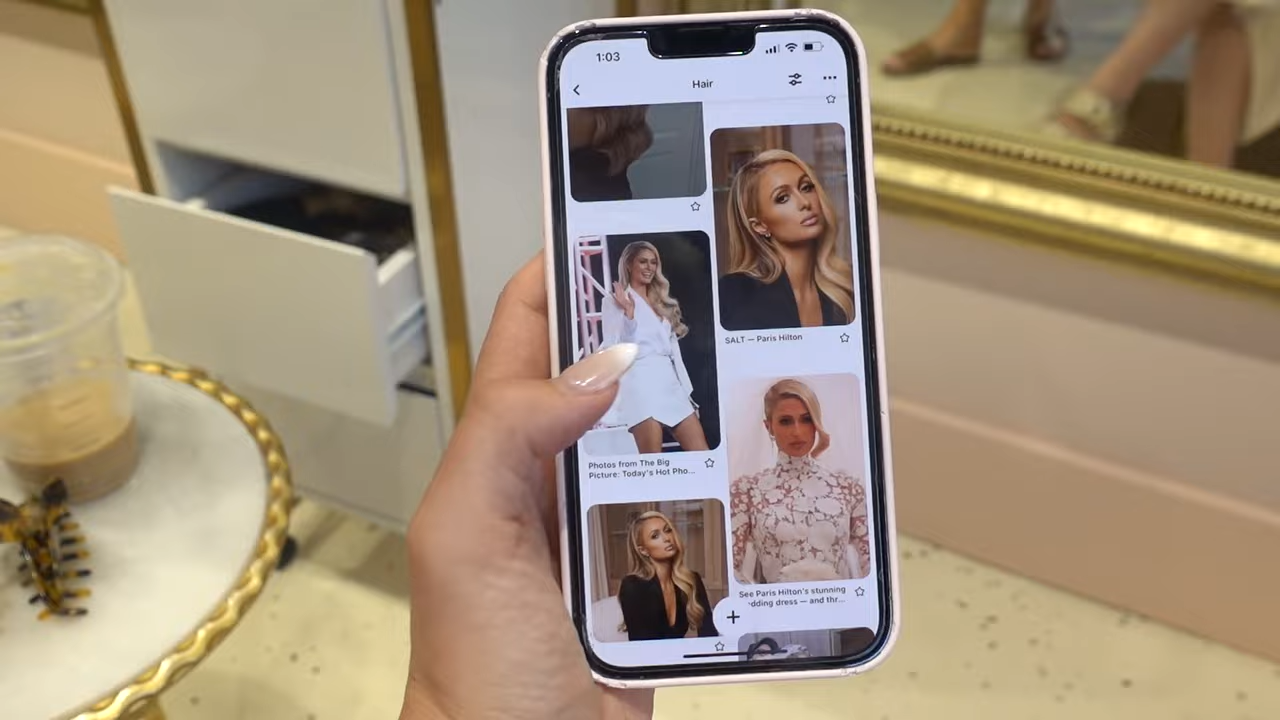 1:03
Hair
SALT — Paris Hilton
Photos from The Big
Picture: Today's Hot Pho...
See Paris Hilton's stunning
dding dress — and thr...